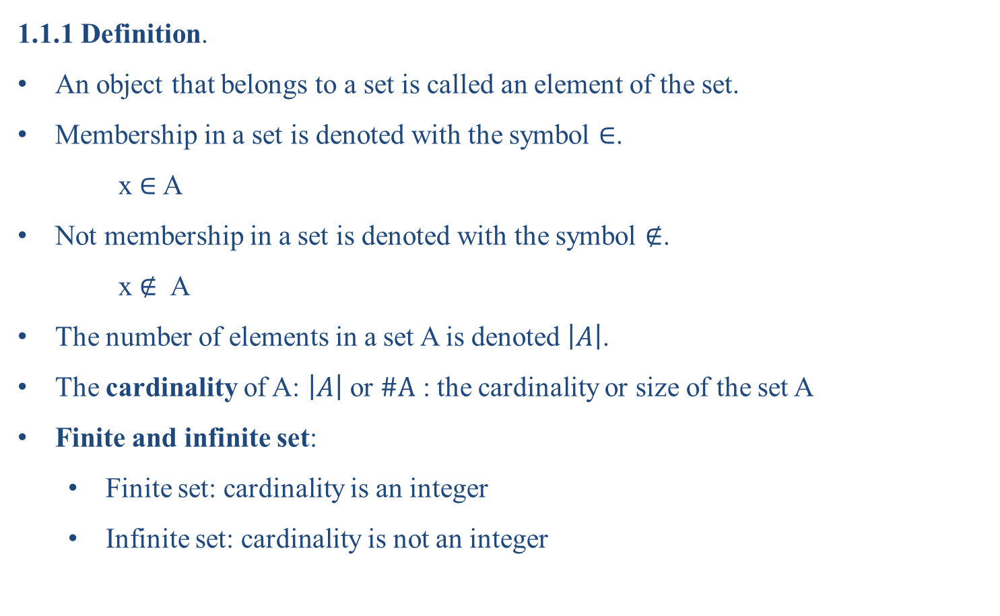 1.1.1 Definition.
• An object that belongs to a set is called an element of the set.
• Membership in a set is denoted with the symbol ∈.
x ∈ A
• Not membership in a set is denoted with the symbol ∉.
x ∉ A
• The number of elements in a set A is denoted |A|.
• The cardinality of A: |A| or #A : the cardinality or size of the set A
• Finite and infinite set:
• Finite set: cardinality is an integer
• Infinite set: cardinality is not an integer